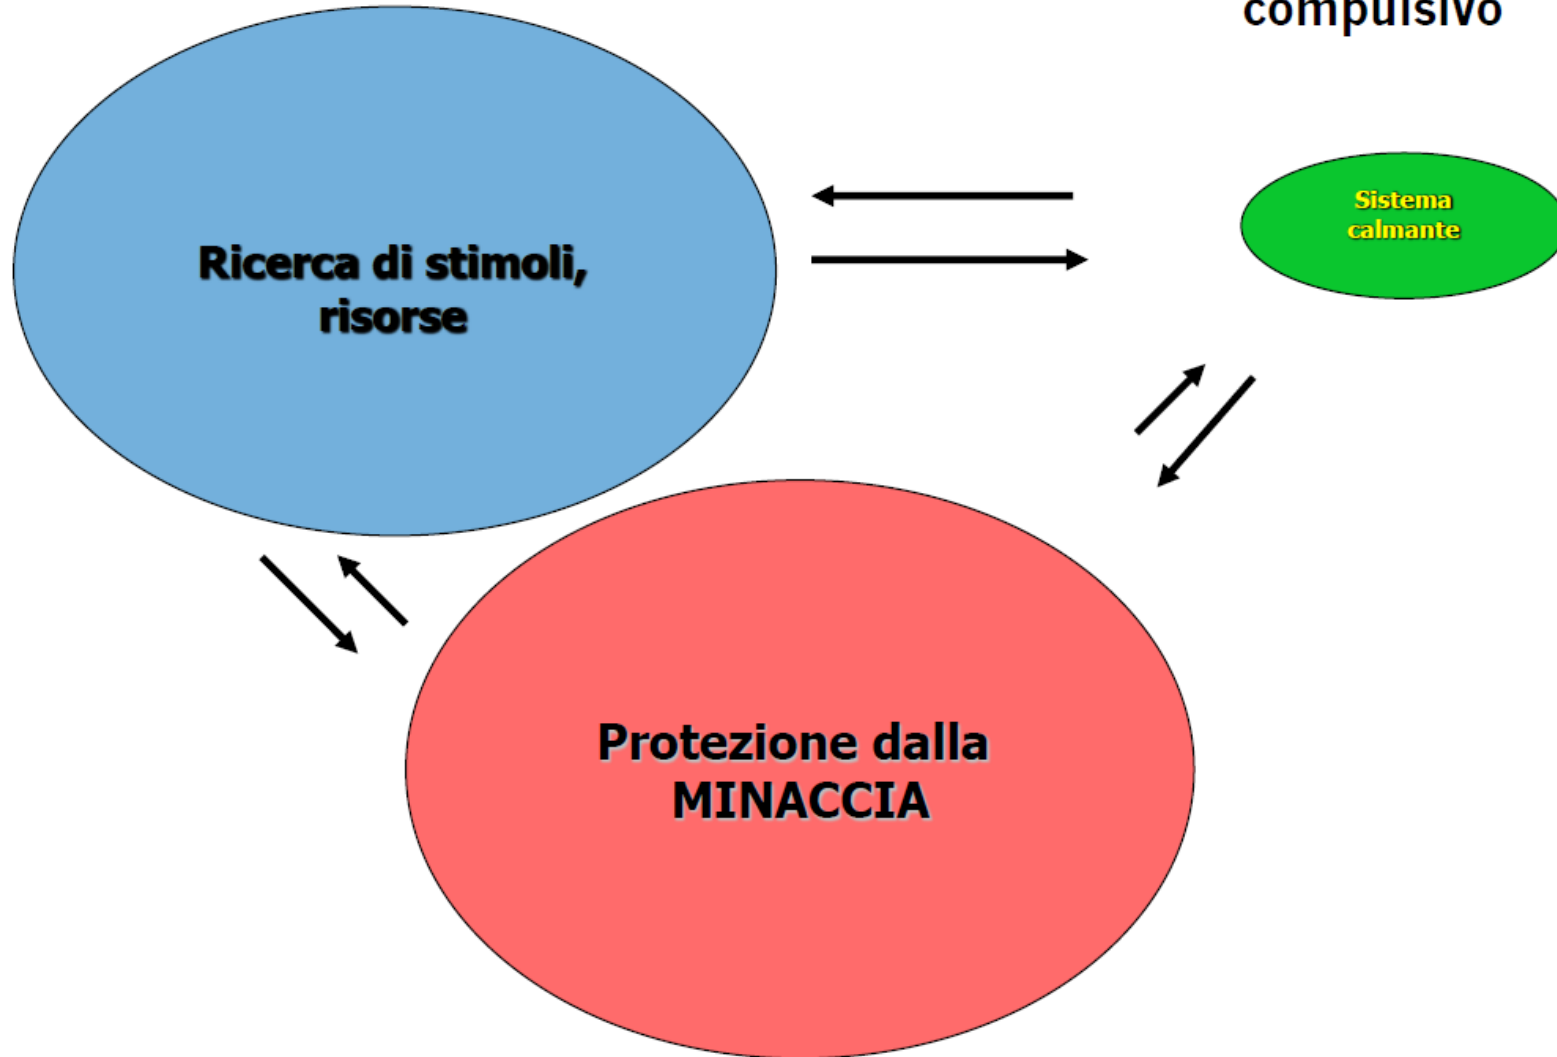 compulsivo
Ricerca di stimoli,
risorse
Sistema
calmante
Protezione dalla
MINACCIA